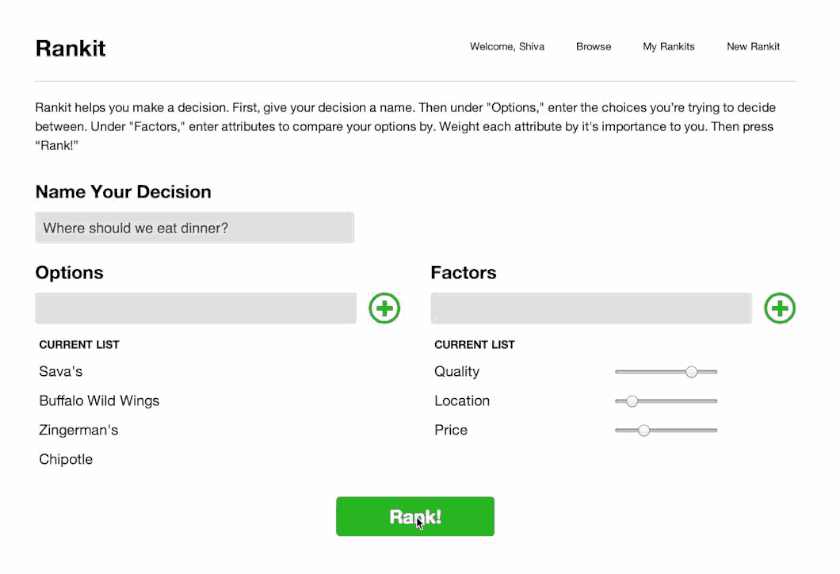 Rankit
Welcome, Shiva Browse My Rankits New Rankit
Rankit helps you make a decision. First, give your decision a name. Then under "Options," enter the choices you're trying to decide
between. Under "Factors," enter attributes to compare your options by. Weight each attribute by it's importance to you. Then press
“Rank!”
Name Your Decision
Where should we eat dinner?
Options
CURRENT LIST
Sava's
Buffalo Wild Wings
Zingerman's
Chipotle
Factors
CURRENT LIST
Quality
Location
Price
Rank!